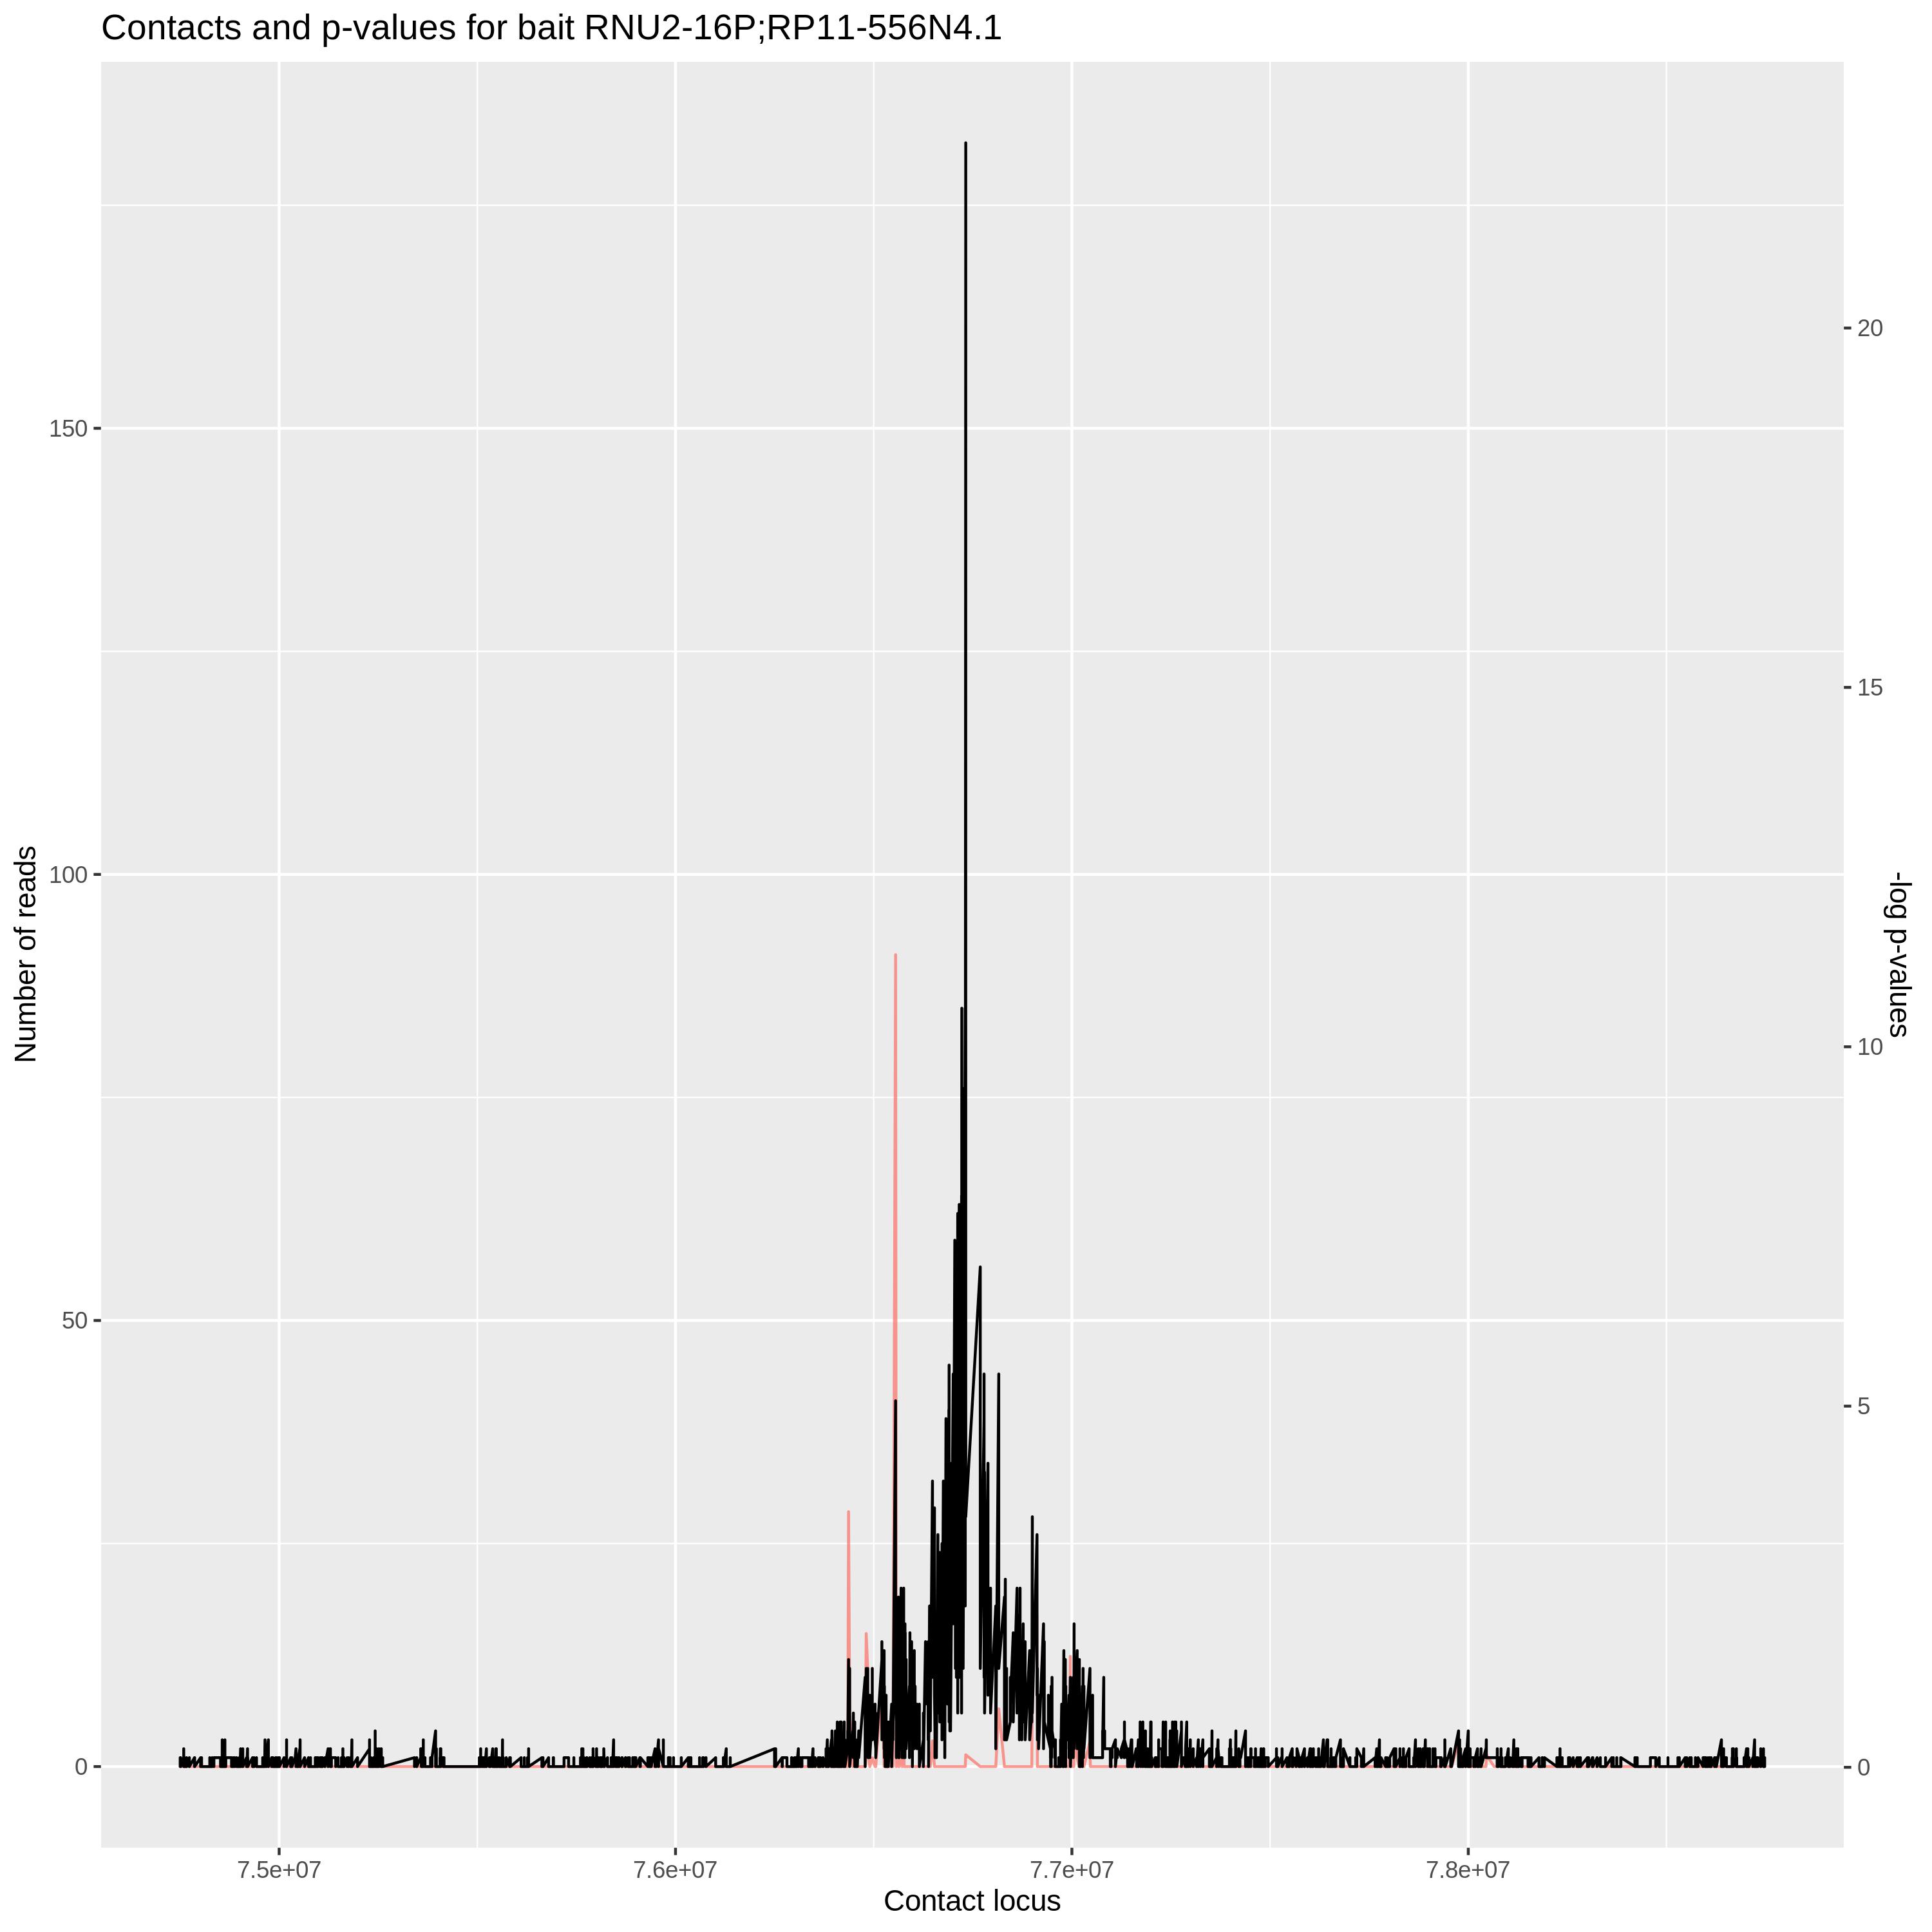 Contacts and p-values for bait RNU2-16P;RP11-556N4.1
Number of reads
150
100
50
0
20
15
10
5
0
-log p-values
7.5e+07
7.6e+07
7.7e+07
7.8e+07
Contact locus